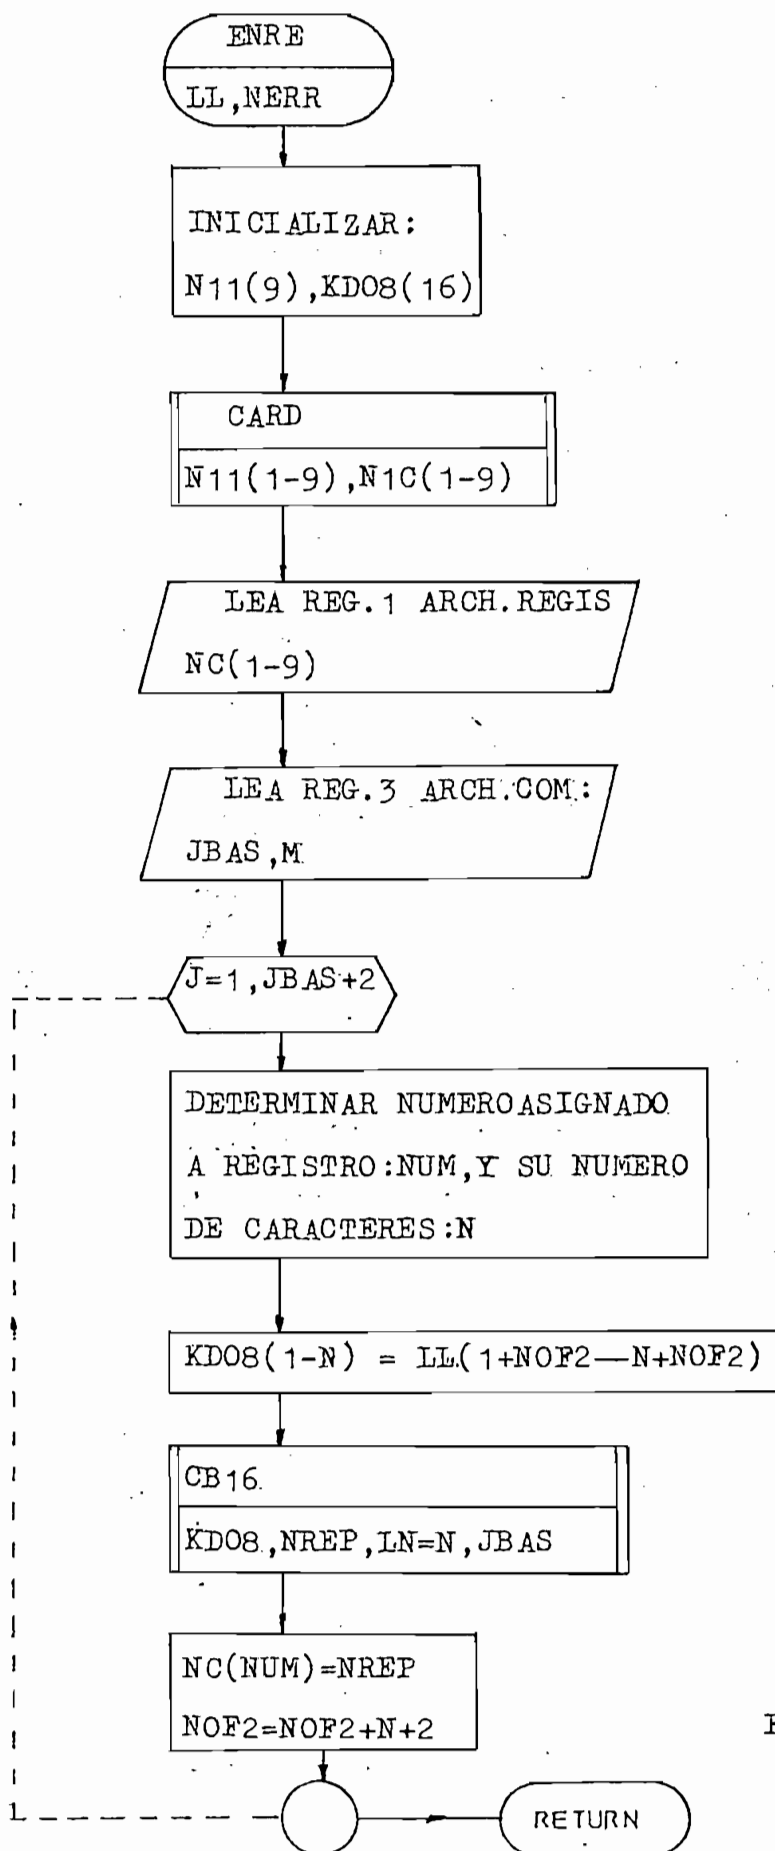 ENRE
LL,NERR
INICIALIZAR:
N11(9),KD08(16)
CARD
N11(1-9),N1C(1-9)
LEA REG.1 ARCH.REGIS
NC(1-9)
LEA REG.3 ARCH.COM.:
JBAS,M
J=1,JBAS+2
DETERMINAR NUMEROASIGNADO
A REGISTRO:NUM,Y SU NUMERO
DE CARACTERES:N
KD08(1-N) = LL.(1+NOF2—N+NOF2)
CB16.
KD08.,NREP,LN=N,JBAS
NC(NUM)=NREP
NOF2=NOF2+N+2
RETURN